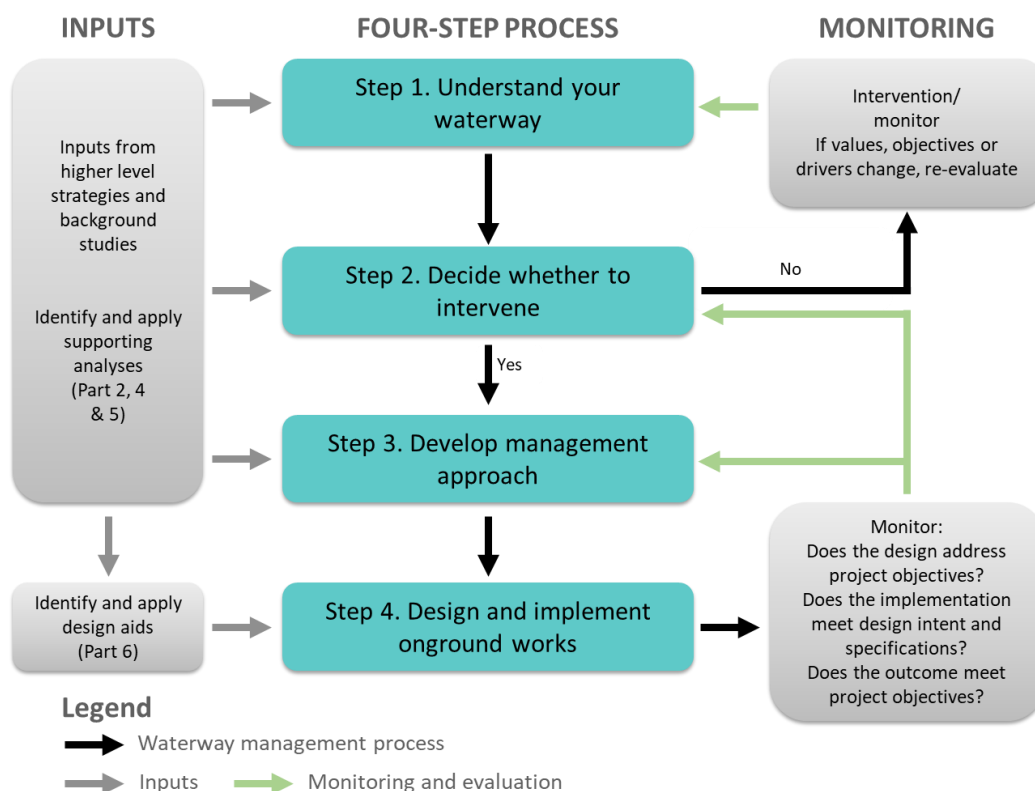 INPUTS
FOUR-STEP PROCESS
MONITORING
Inputs from
higher level
strategies and
background
studies
Identify and apply
supporting
analyses
(Part 2, 4
& 5)
Identify and apply
design aids
(Part 6)
Step 1. Understand your
waterway
Step 2. Decide whether to
intervene
No
Yes
Step 3. Develop management
approach
Step 4. Design and implement
onground works
Intervention/
monitor
If values, objectives or
drivers change, re-evaluate
Monitor:
Does the design address
project objectives?
Does the implementation
meet design intent and
specifications?
Does the outcome meet
project objectives?
Legend
Waterway management process
Inputs
Monitoring and evaluation